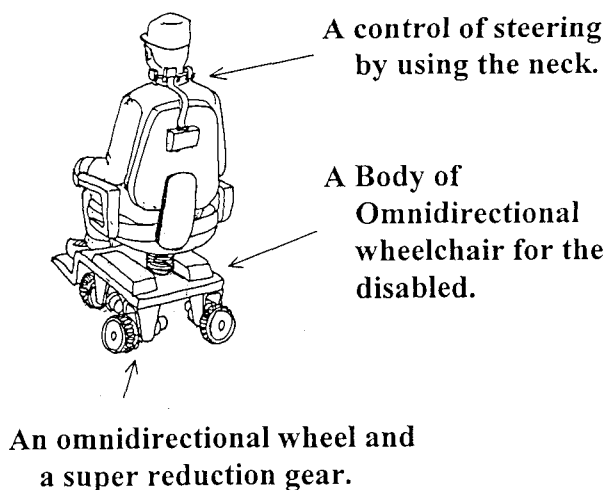 A control of steering
by using the neck.
A Body of
Omnidirectional
wheelchair for the
disabled.
An omnidirectional wheel and
a super reduction gear.